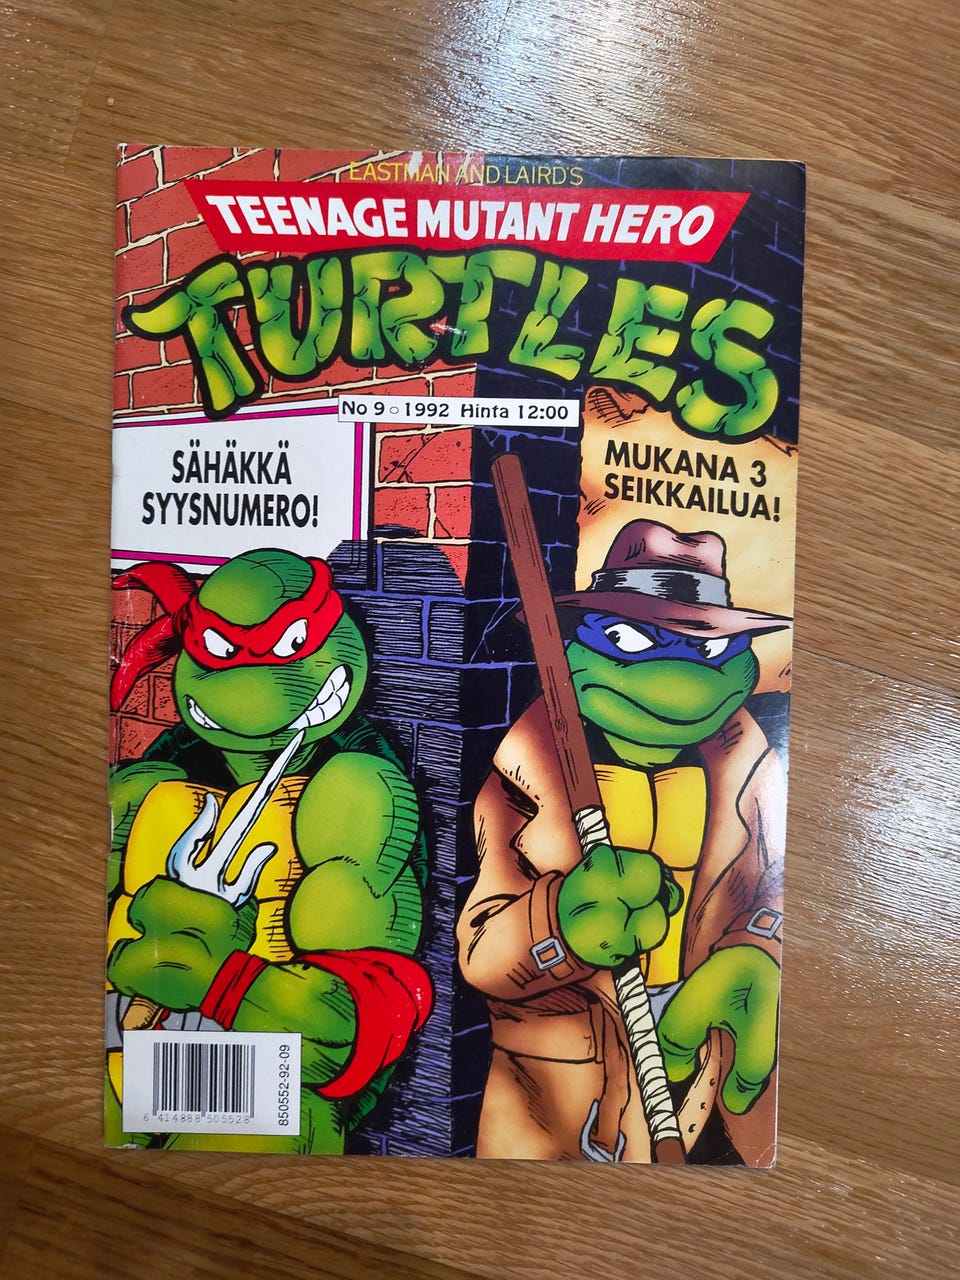 EASTMAN AND LAIRD'S
TEENAGE MUTANT HERO
TURTLES
No 9 ○ 1992 Hinta 12:00
SÄHÄKKÄ
SYYSNUMERO!
MUKANA 3
SEIKKAILUA!
850552-92-09
6 414888 505528